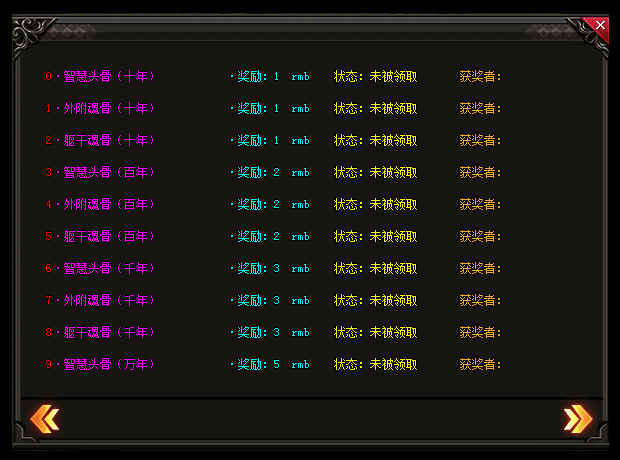 0·智慧头骨（十年） ·奖励：1 rmb 状态：未被领取 获奖者：
1·外附魂骨（十年） ·奖励：1 rmb 状态：未被领取 获奖者：
2·躯干魂骨（十年） ·奖励：1 rmb 状态：未被领取 获奖者：
3·智慧头骨（百年） ·奖励：2 rmb 状态：未被领取 获奖者：
4·外附魂骨（百年） ·奖励：2 rmb 状态：未被领取 获奖者：
5·躯干魂骨（百年） ·奖励：2 rmb 状态：未被领取 获奖者：
6·智慧头骨（千年） ·奖励：3 rmb 状态：未被领取 获奖者：
7·外附魂骨（千年） ·奖励：3 rmb 状态：未被领取 获奖者：
8·躯干魂骨（千年） ·奖励：3 rmb 状态：未被领取 获奖者：
9·智慧头骨（万年） ·奖励：5 rmb 状态：未被领取 获奖者：